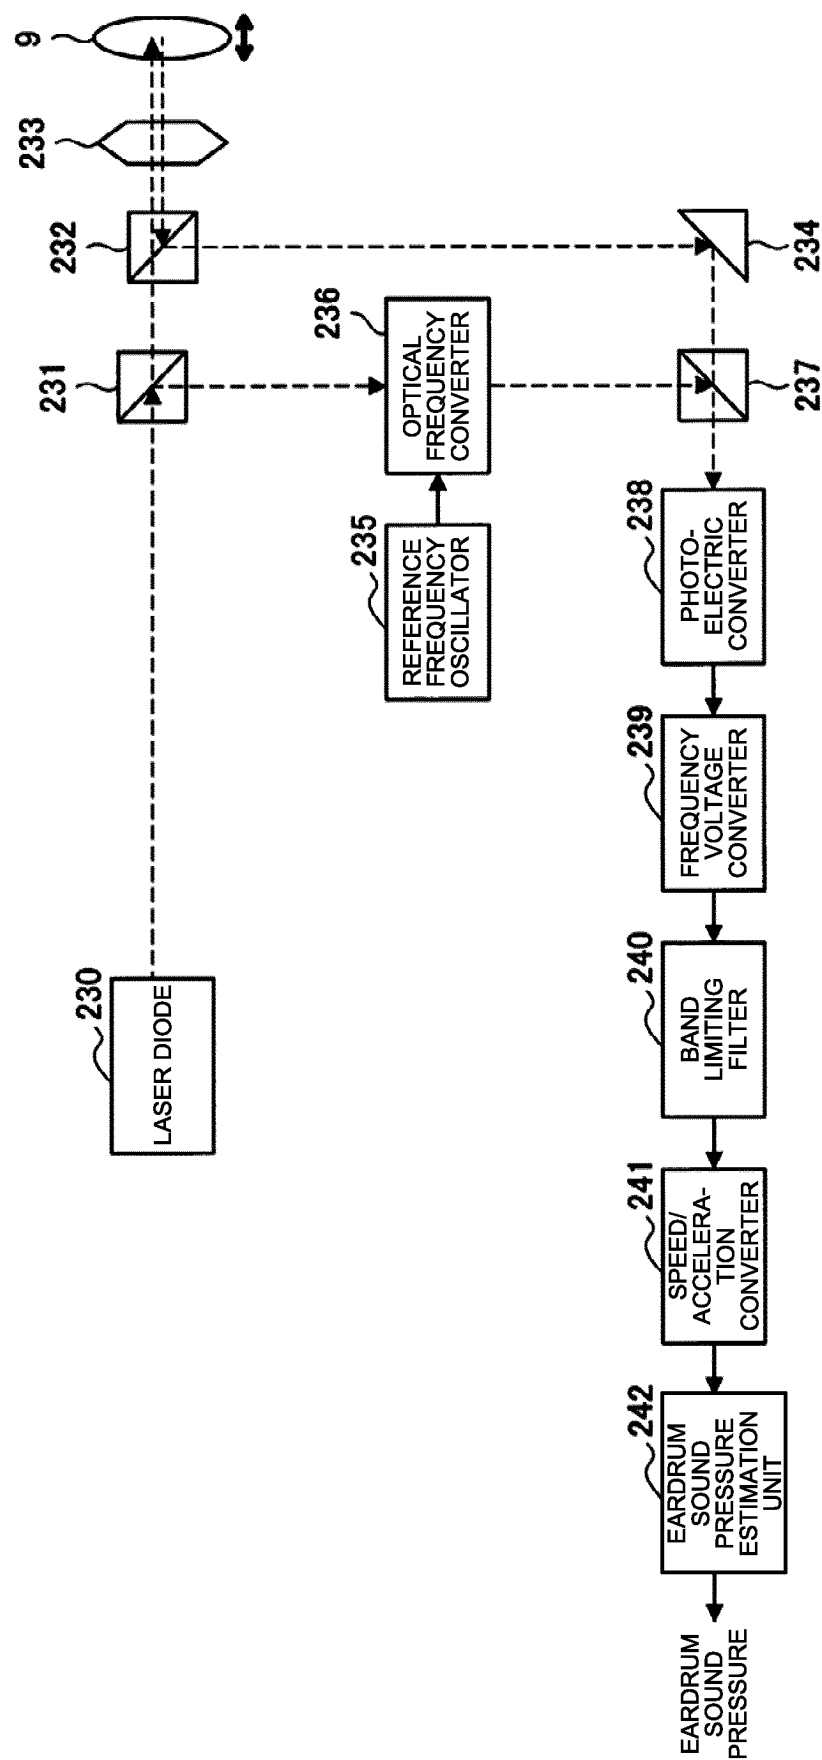 9
233
232
231
230
LASER DIODE
236
OPTICAL
FREQUENCY
CONVERTER
235
REFERENCE
FREQUENCY
OSCILLATOR
234
237
238
PHOTO-
ELECTRIC
CONVERTER
239
FREQUENCY
VOLTAGE
CONVERTER
240
BAND
LIMITING
FILTER
241
SPEED/
ACCELERA-
TION
CONVERTER
242
EARDRUM
SOUND
PRESSURE
ESTIMATION
UNIT
EARDRUM
SOUND
PRESSURE